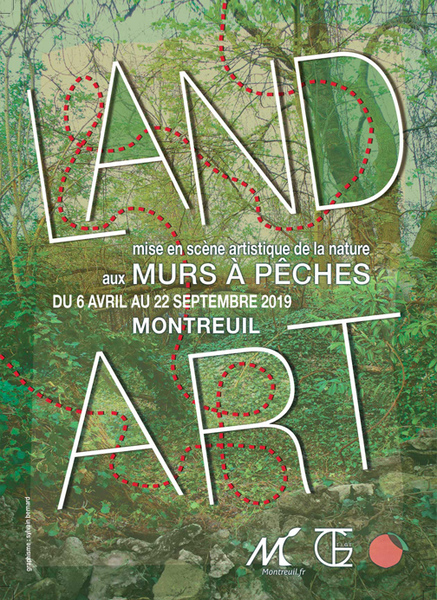 LAND
mise en scène artistique de la nature
aux MURS À PÊCHES
DU 6 AVRIL AU 22 SEPTEMBRE 2019
MONTREUIL
ART
Montreuil.fr